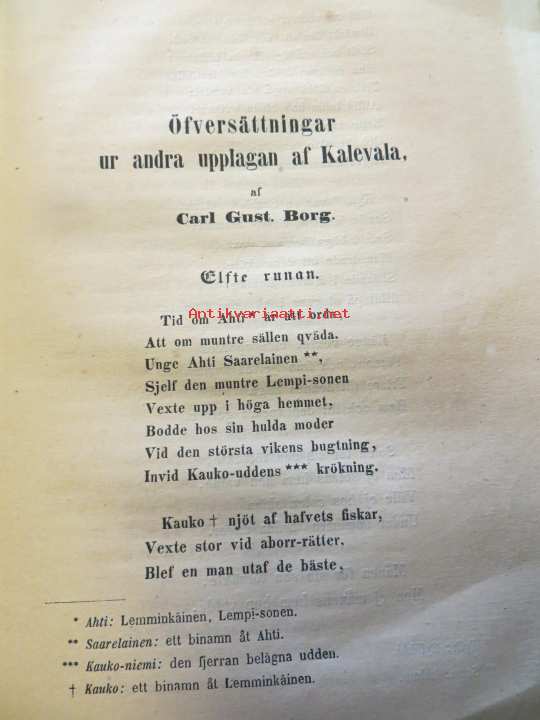 Öfversättningar
ur andra upplagan af Kalevala,
af
Carl Gust. Borg.
Elfte runan.
Tid om Ahti* är att orda,
Antikvariaatti.net
Att om muntre sällen qväda.
Unge Ahti Saarelainen **,
Sjelf den muntre Lempi-sonen
Vexte upp i höga hemmet,
Bodde hos sin hulda moder
Vid den största vikens bugtning,
Invid Kauko-uddens *** krökning.
Kauko † njöt af hafvets fiskar,
Vexte stor vid aborr-rätter,
Blef en man utaf de bäste,
* Ahti: Lemminkäinen, Lempi-sonen.
** Saarelainen: ett binamn åt Ahti.
*** Kauko-niemi: den fjerran belägna udden.
† Kauko: ett binamn åt Lemminkäinen.